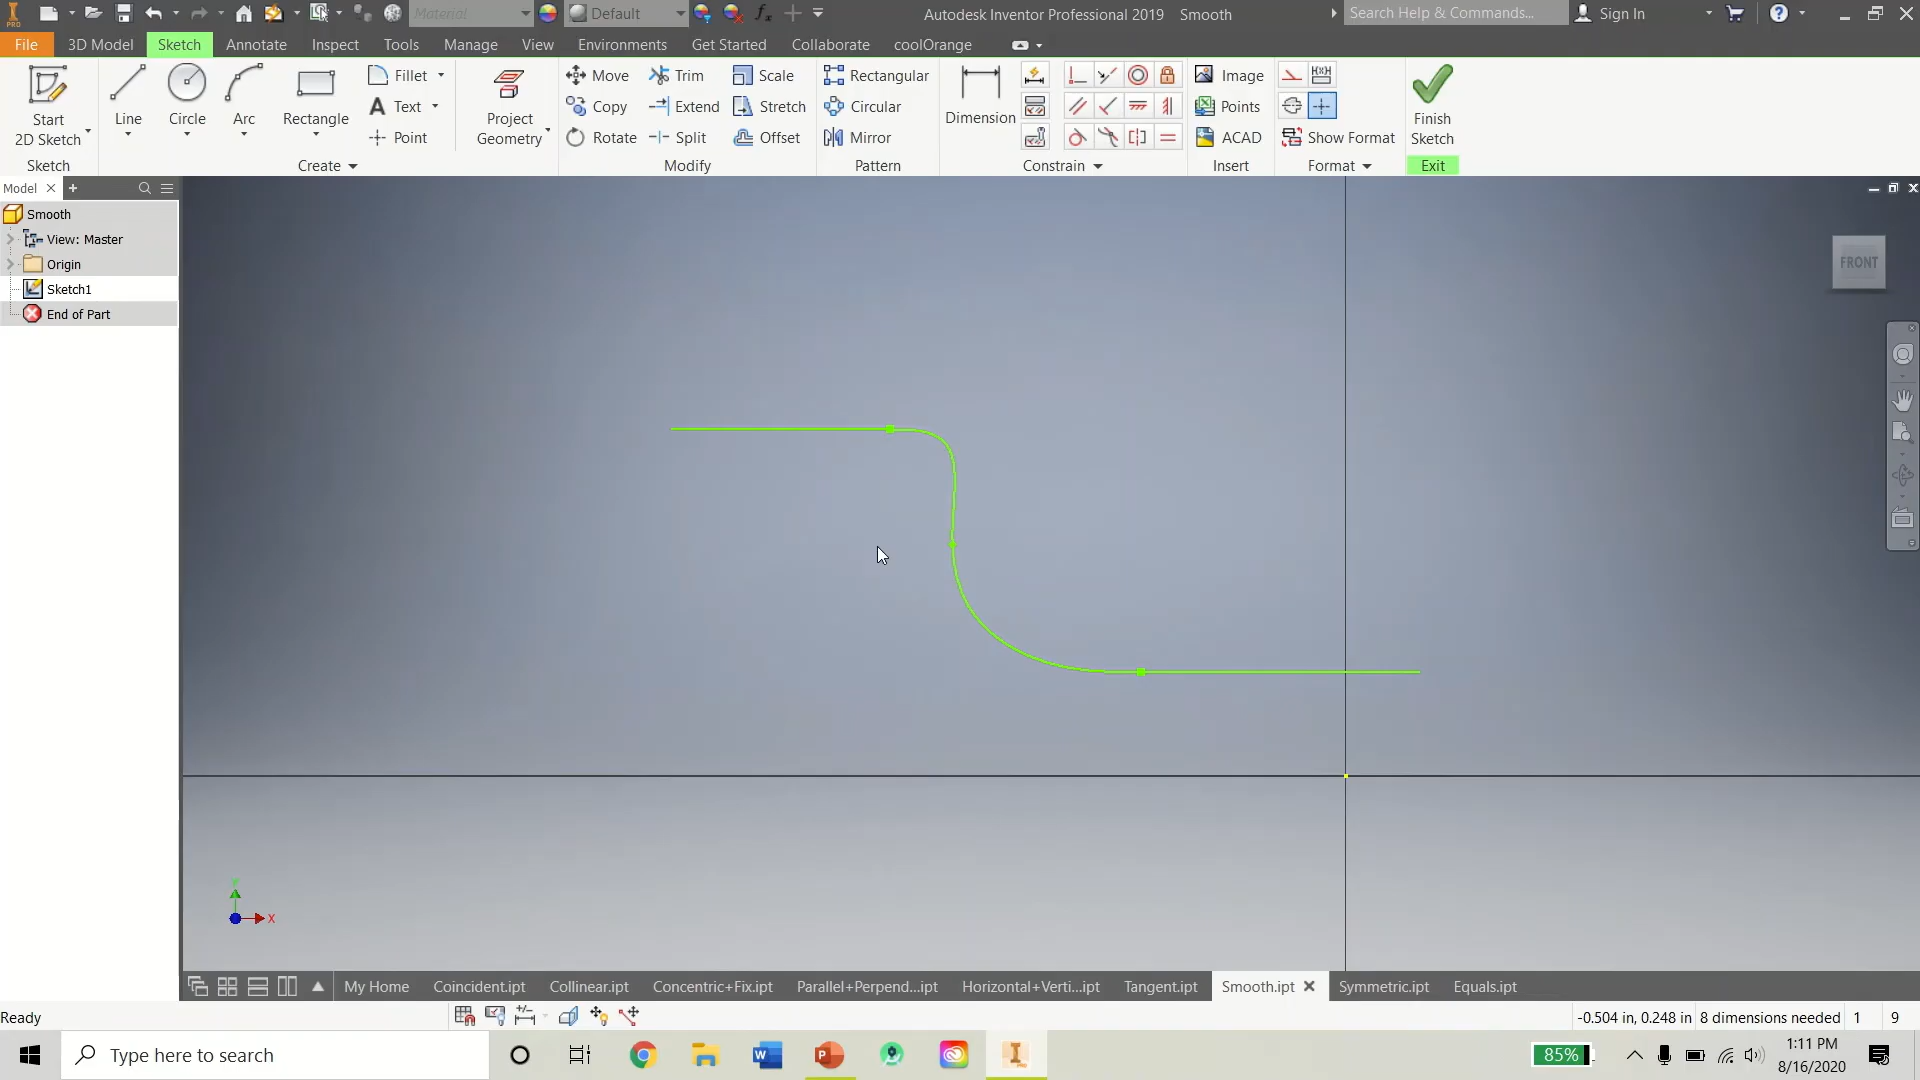 PRO
Material
Default
Autodesk Inventor Professional 2019 Smooth
Search Help & Commands...
Sign In
File 3D Model Sketch Annotate Inspect Tools Manage View Environments Get Started Collaborate coolOrange
Start
2D Sketch
Line
Circle
Arc
Rectangle
Fillet
Text
Point
Project
Geometry
Move
Copy
Rotate
Trim
Extend
Split
Scale
Stretch
Offset
Rectangular
Circular
Mirror
Dimension
Image
Points
ACAD
Show Format
Finish
Sketch
Sketch Create Modify Pattern Constrain Insert Format Exit
Model
Smooth
View: Master
Origin
Sketch1
End of Part
FRONT
Y
X
My Home Coincident.ipt Collinear.ipt Concentric+Fix.ipt Parallel+Perpend...ipt Horizontal+Verti...ipt Tangent.ipt Smooth.ipt Symmetric.ipt Equals.ipt
Ready
-0.504 in, 0.248 in 8 dimensions needed 1 9
Type here to search
85%
1:11 PM
8/16/2020